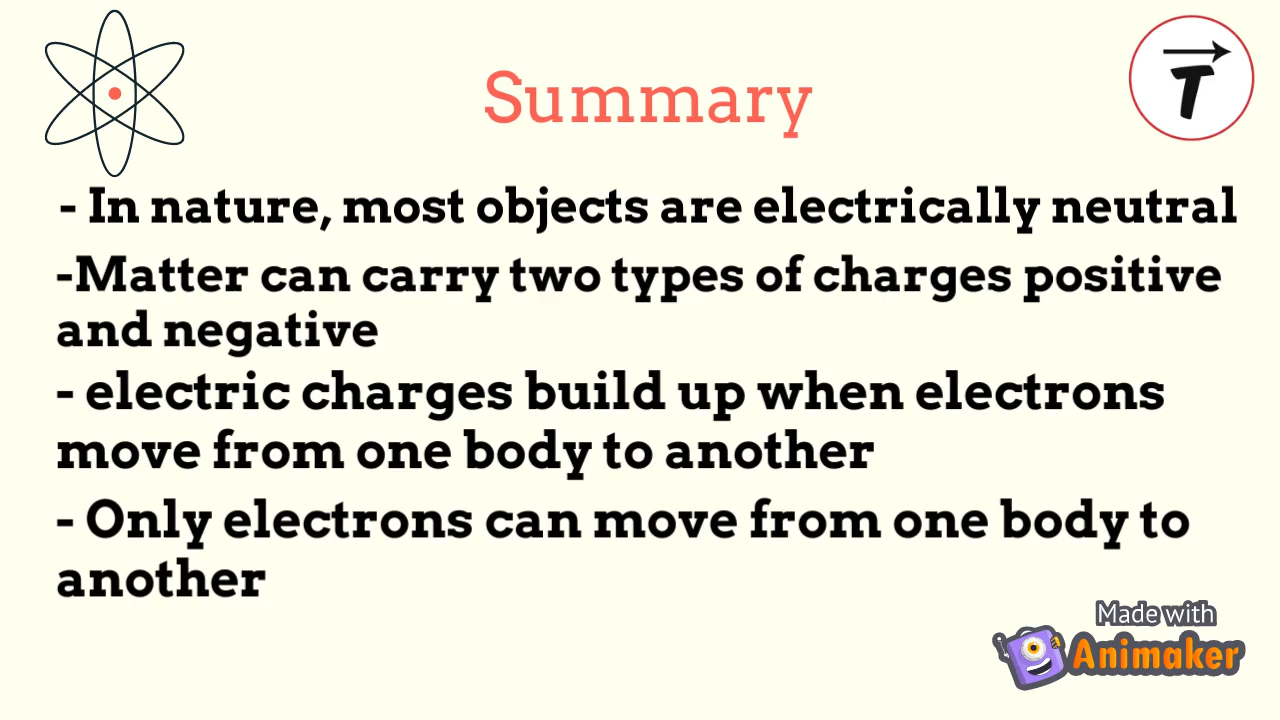 T
Summary
- In nature, most objects are electrically neutral
-Matter can carry two types of charges positive
and negative
- electric charges build up when electrons
move from one body to another
- Only electrons can move from one body to
another
Made with
Animaker